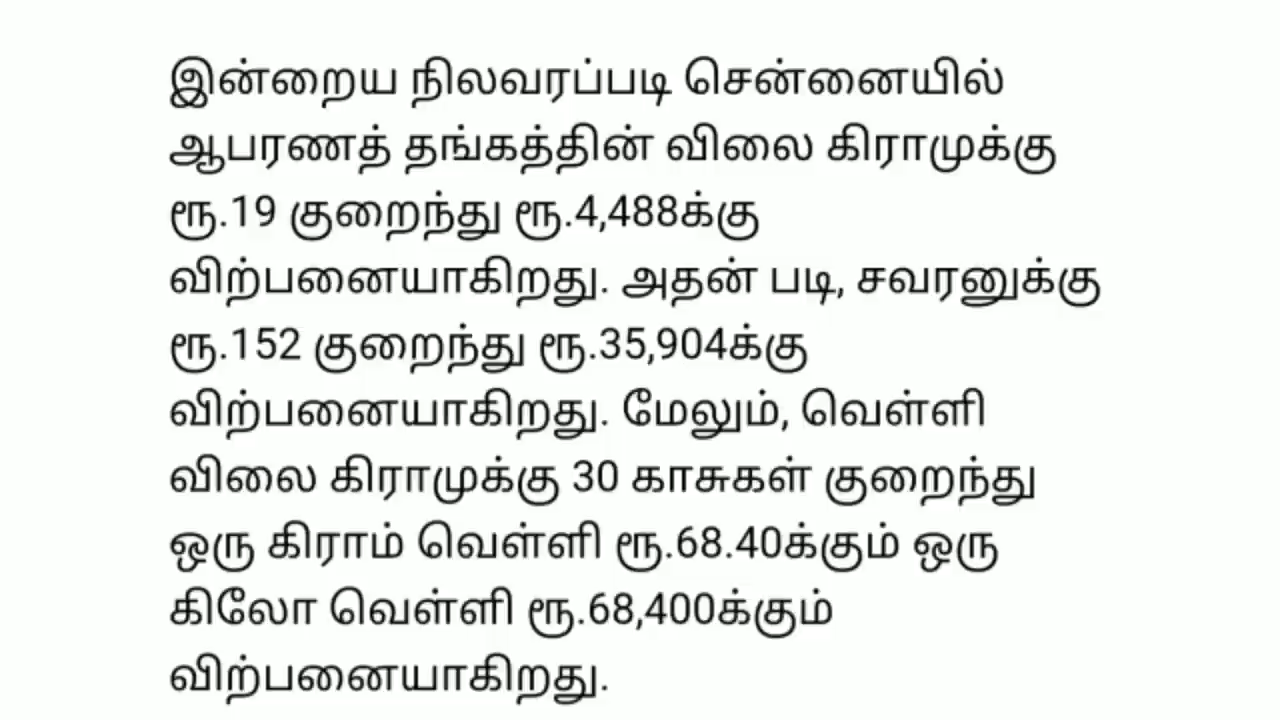 இன்றைய நிலவரப்படி சென்னையில்
ஆபரணத் தங்கத்தின் விலை கிராமுக்கு
ரூ.19 குறைந்து ரூ.4,488க்கு
விற்பனையாகிறது. அதன் படி, சவரனுக்கு
ரூ.152 குறைந்து ரூ.35,904க்கு
விற்பனையாகிறது. மேலும், வெள்ளி
விலை கிராமுக்கு 30 காசுகள் குறைந்து
ஒரு கிராம் வெள்ளி ரூ.68.40க்கும் ஒரு
கிலோ வெள்ளி ரூ.68,400க்கும்
விற்பனையாகிறது.